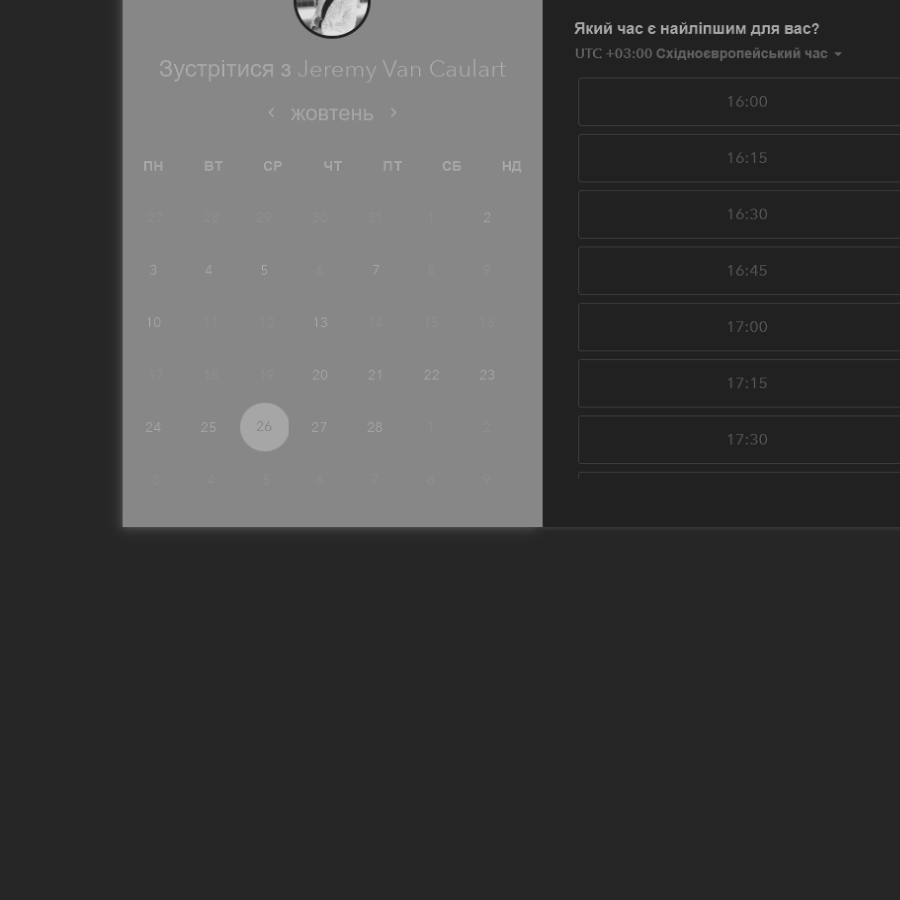 Зустрітися з Jeremy Van Caulart
жовтень
ПН ВТ СР ЧТ ПТ СБ НД
27 28 29 30 31 1 2
3 4 5 6 7 8 9
10 11 12 13 14 15 16
17 18 19 20 21 22 23
24 25 26 27 28 1 2
3 4 5 6 7 8 9
Який час є найліпшим для вас?
UTC +03:00 Східноєвропейський час
16:00
16:15
16:30
16:45
17:00
17:15
17:30